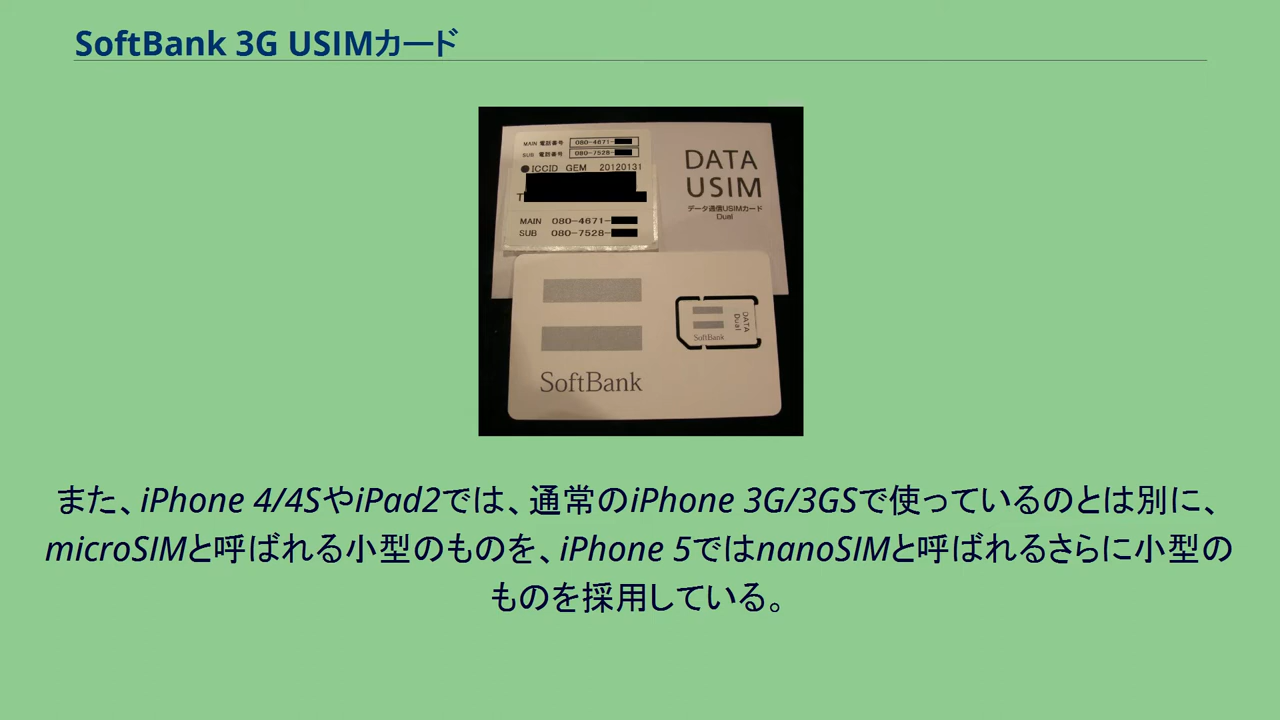 SoftBank 3G USIMカード
MAIN 電話番号 080-4671-
SUB 電話番号 080-7528-
ICCID GEM 20120131
T
MAIN 080-4671-
SUB 080-7528-
DATA
USIM
データ通信USIMカード
Dual
SoftBank
DATA
Dual
SoftBank
また、iPhone 4/4SやiPad2では、通常のiPhone 3G/3GSで使っているのとは別に、
microSIMと呼ばれる小型のものを、iPhone 5ではnanoSIMと呼ばれるさらに小型の
ものを採用している。